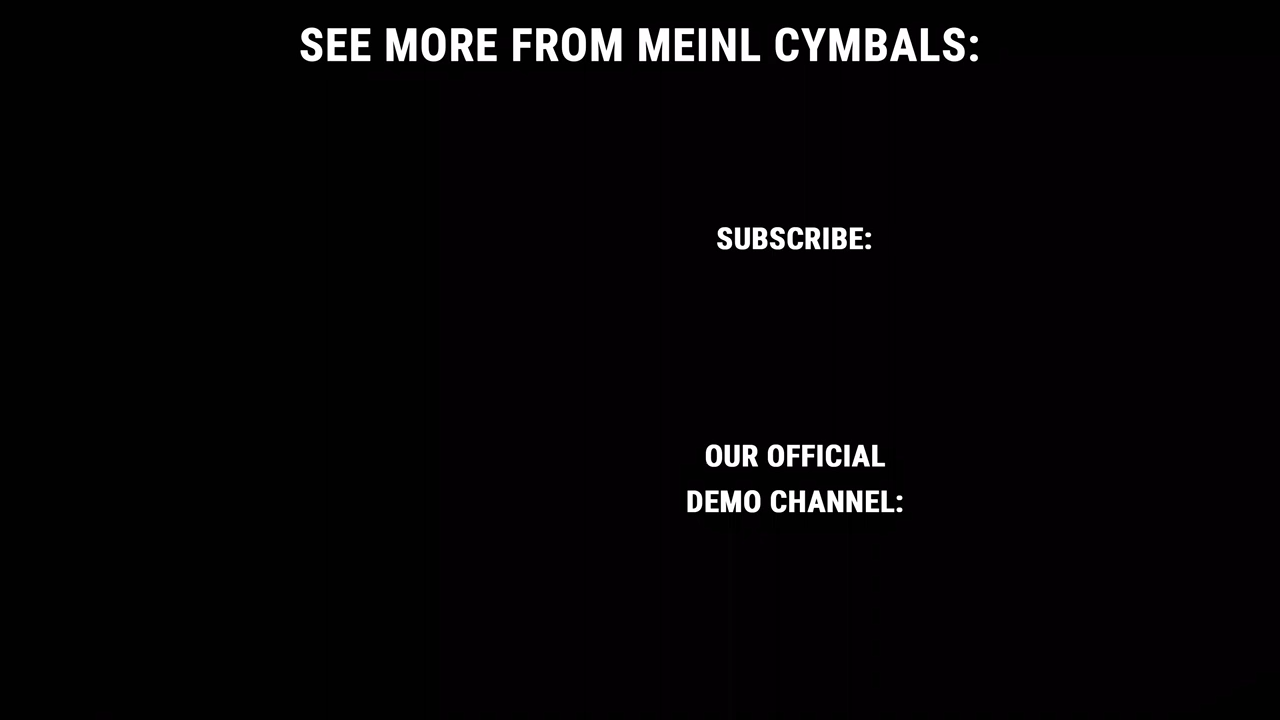 SEE MORE FROM MEINL CYMBALS:
SUBSCRIBE:
OUR OFFICIAL
DEMO CHANNEL: